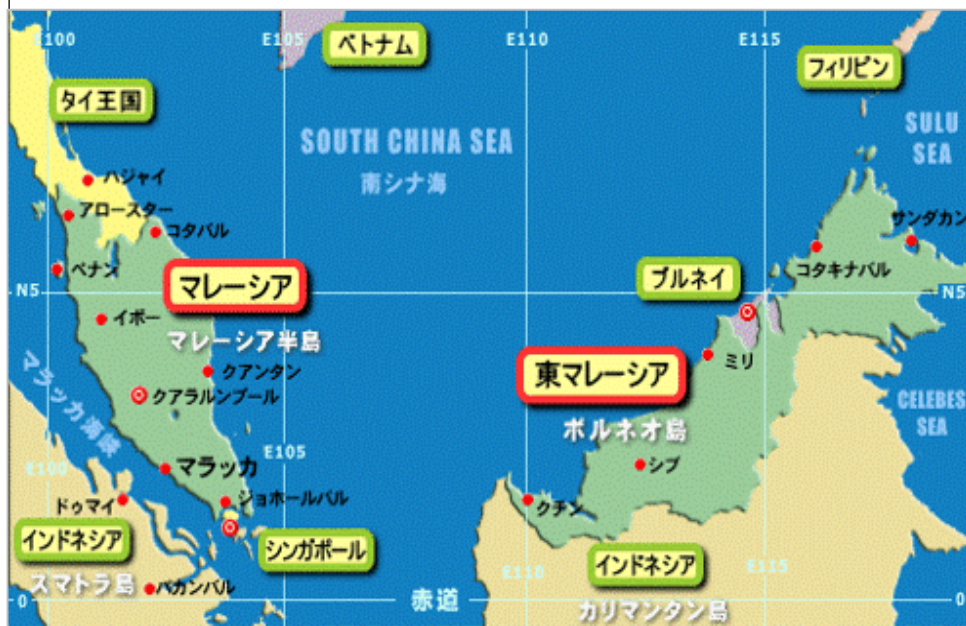 E100
E105
E110
E115
ベトナム
フィリピン
タイ王国
SOUTH CHINA SEA
南シナ海
SULU
SEA
ハジャイ
アロースター
コタバル
サンダカン
コタキナバル
ペナン
マレーシア
ブルネイ
N5
N5
イポー
マレーシア半島
ミリ
クアンタン
東マレーシア
マラッカ海峡
クアラルンプール
CELEBES
SEA
ボルネオ島
E100
E105
マラッカ
シブ
ドゥマイ
ジョホールバル
クチン
インドネシア
シンガポール
インドネシア
E110
E115
スマトラ島
パカンバル
赤道
カリマンタン島
0
0